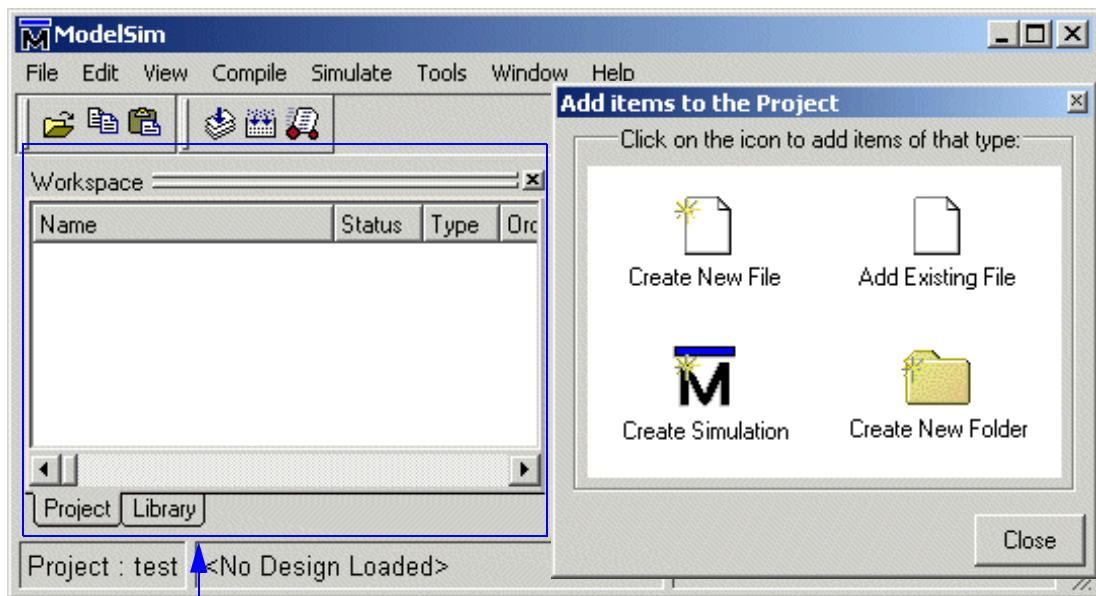 ModelSim
File Edit View Compile Simulate Tools Window Help
Add items to the Project
Click on the icon to add items of that type:
Workspace
Name Status Type Orc
Create New File Add Existing File
Create Simulation Create New Folder
Project Library
Close
Project : test <No Design Loaded>